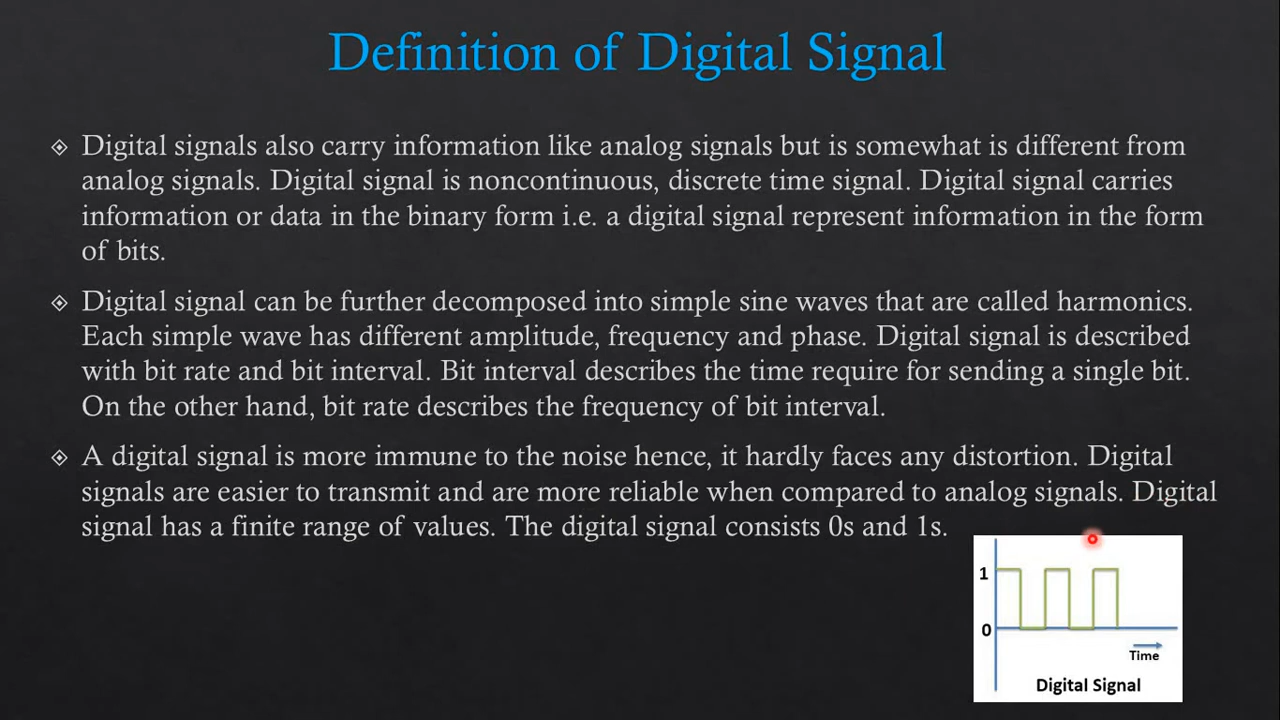 Definition of Digital Signal
Digital signals also carry information like analog signals but is somewhat is different from
analog signals. Digital signal is noncontinuous, discrete time signal. Digital signal carries
information or data in the binary form i.e. a digital signal represent information in the form
of bits.
Digital signal can be further decomposed into simple sine waves that are called harmonics.
Each simple wave has different amplitude, frequency and phase. Digital signal is described
with bit rate and bit interval. Bit interval describes the time require for sending a single bit.
On the other hand, bit rate describes the frequency of bit interval.
A digital signal is more immune to the noise hence, it hardly faces any distortion. Digital
signals are easier to transmit and are more reliable when compared to analog signals. Digital
signal has a finite range of values. The digital signal consists 0s and 1s.
1
0
Time
Digital Signal